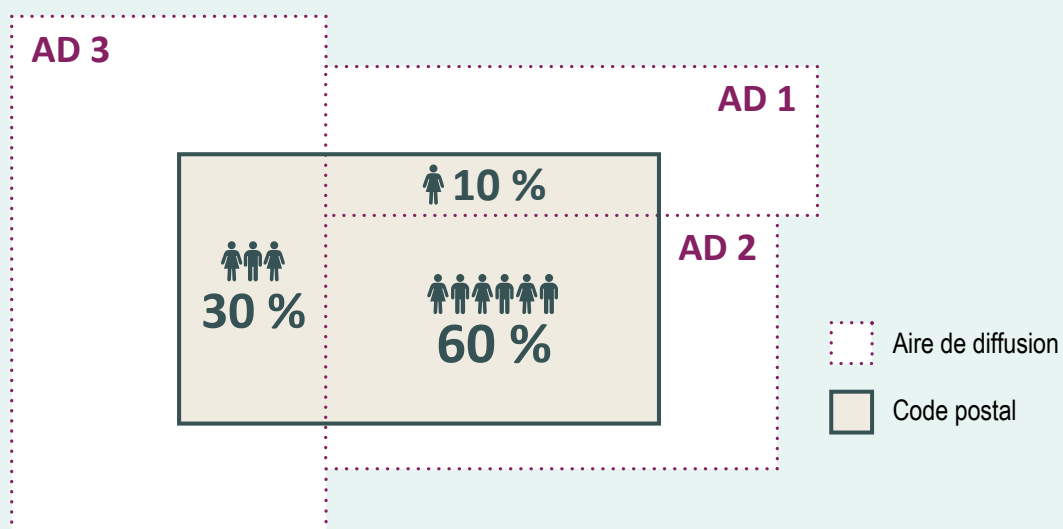 AD 3
AD 1
10 %
AD 2
30 %
60 %
Aire de diffusion
Code postal